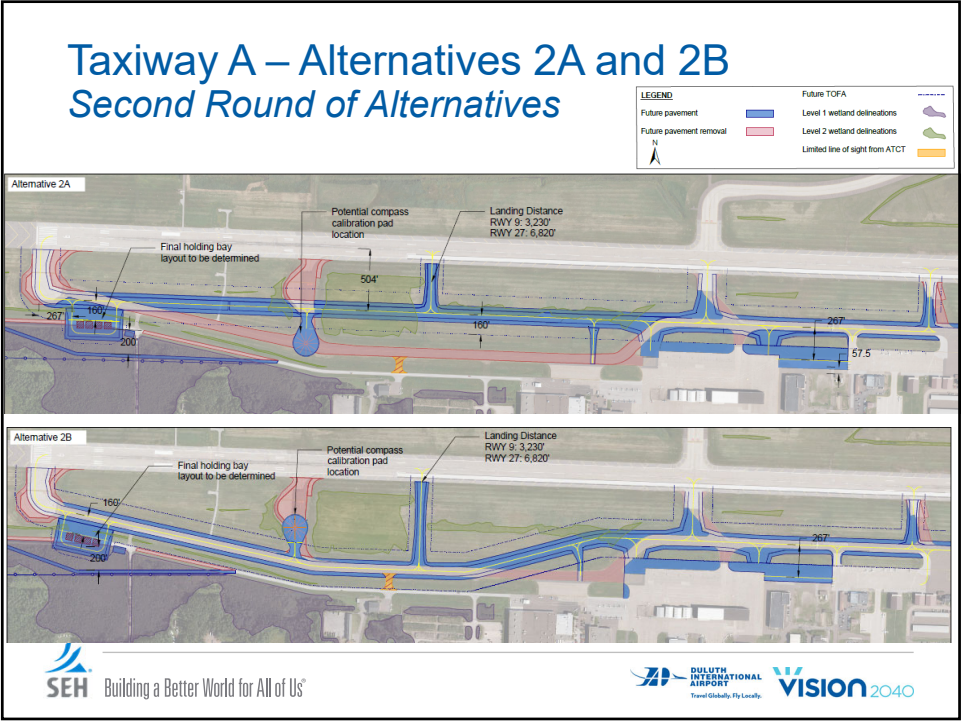 Taxiway A – Alternatives 2A and 2B
Second Round of Alternatives
LEGEND
Future pavement
Future pavement removal
N
Future TOFA
Level 1 wetland delineations
Level 2 wetland delineations
Limited line of sight from ATCT
Alternative 2A
Potential compass
calibration pad
location
Landing Distance
RWY 9: 3,230'
RWY 27: 6,820'
Final holding bay
layout to be determined
504'
267'
160'
200'
160'
267'
57.5
Alternative 2B
Potential compass
calibration pad
location
Landing Distance
RWY 9: 3,230'
RWY 27: 6,820'
Final holding bay
layout to be determined
160'
200'
267'
SEH
Building a Better World for All of Us®
DULUTH
INTERNATIONAL
AIRPORT
Travel Globally. Fly Locally.
VISION 2040